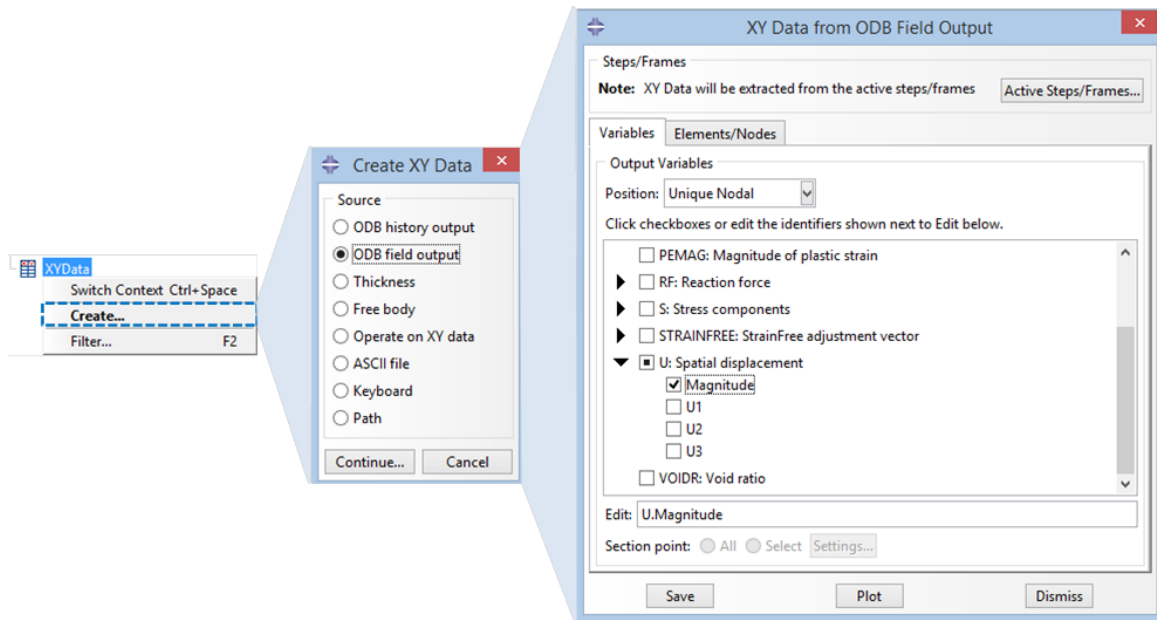 XYData
Switch Context Ctrl+Space
Create...
Filter... F2
Create XY Data
Source
ODB history output
ODB field output
Thickness
Free body
Operate on XY data
ASCII file
Keyboard
Path
Continue... Cancel
XY Data from ODB Field Output
Steps/Frames
Note: XY Data will be extracted from the active steps/frames Active Steps/Frames...
Variables Elements/Nodes
Output Variables
Position: Unique Nodal
Click checkboxes or edit the identifiers shown next to Edit below.
PEMAG: Magnitude of plastic strain
RF: Reaction force
S: Stress components
STRAINFREE: StrainFree adjustment vector
U: Spatial displacement
Magnitude
U1
U2
U3
VOIDR: Void ratio
Edit: U.Magnitude
Section point: All Select Settings...
Save Plot Dismiss